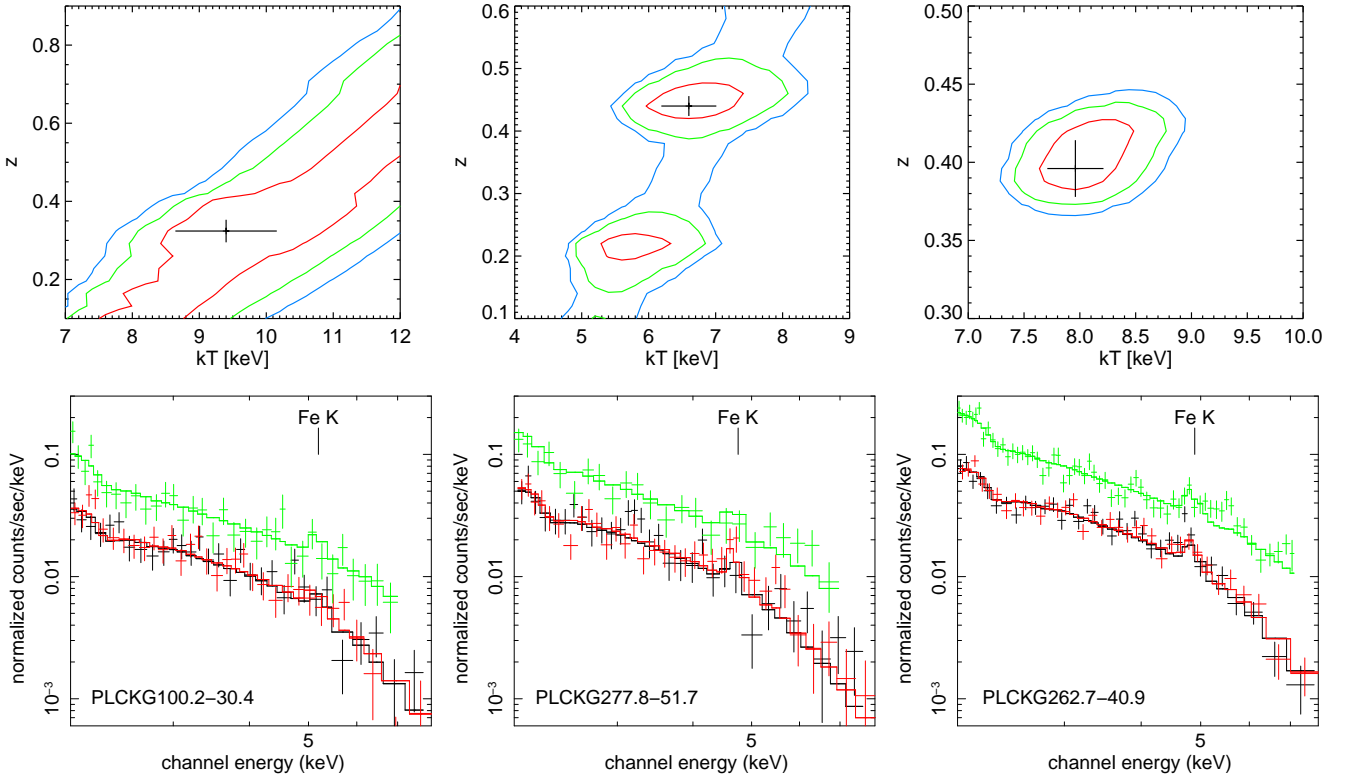 0.8
0.6
0.4
0.2
z
7
8
9
10
11
12
kT [keV]
0.6
0.5
0.4
0.3
0.2
0.1
z
4
5
6
7
8
9
kT [keV]
0.50
0.45
0.40
0.35
0.30
z
7.0
7.5
8.0
8.5
9.0
9.5
10.0
kT [keV]
Fe K
0.1
0.01
10⁻³
normalized counts/sec/keV
PLCKG100.2−30.4
5
channel energy (keV)
Fe K
0.1
0.01
10⁻³
normalized counts/sec/keV
PLCKG277.8−51.7
5
channel energy (keV)
Fe K
0.1
0.01
10⁻³
normalized counts/sec/keV
PLCKG262.7−40.9
5
channel energy (keV)